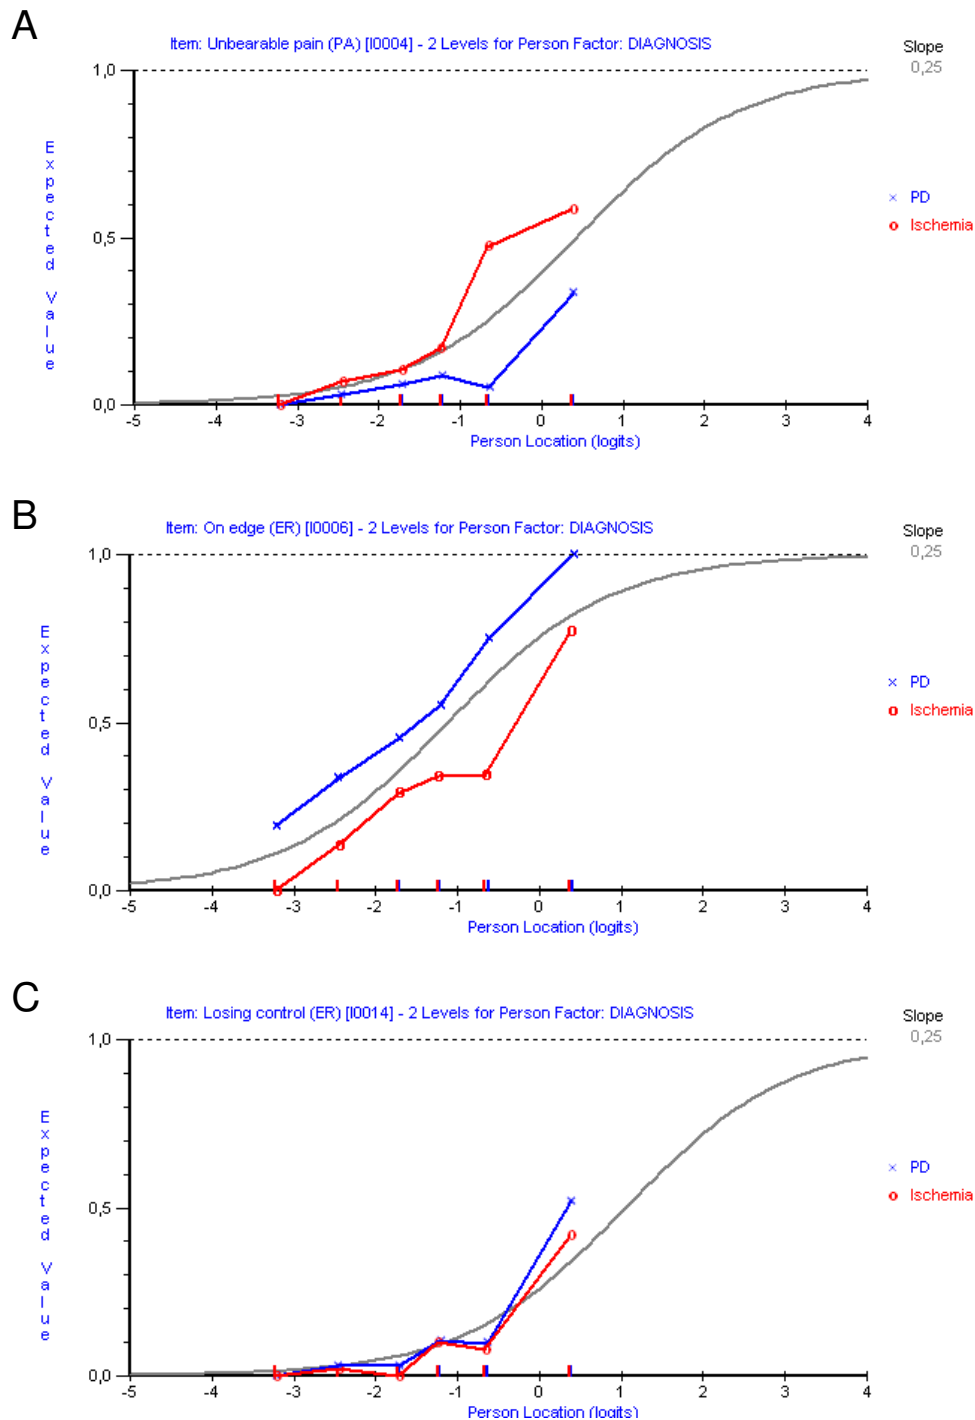 A
Item: Unbearable pain (PA) [I0004] - 2 Levels for Person Factor: DIAGNOSIS
Slope
0,25
1,0
0,5
0,0
Expected Value
× PD
o Ischemia
-5 -4 -3 -2 -1 0 1 2 3 4
Person Location (logits)
B
Item: On edge (ER) [I0006] - 2 Levels for Person Factor: DIAGNOSIS
Slope
0,25
1,0
0,5
0,0
Expected Value
× PD
o Ischemia
-5 -4 -3 -2 -1 0 1 2 3 4
Person Location (logits)
C
Item: Losing control (ER) [I0014] - 2 Levels for Person Factor: DIAGNOSIS
Slope
0,25
1,0
0,5
0,0
Expected Value
× PD
o Ischemia
-5 -4 -3 -2 -1 0 1 2 3 4
Person Location (logits)